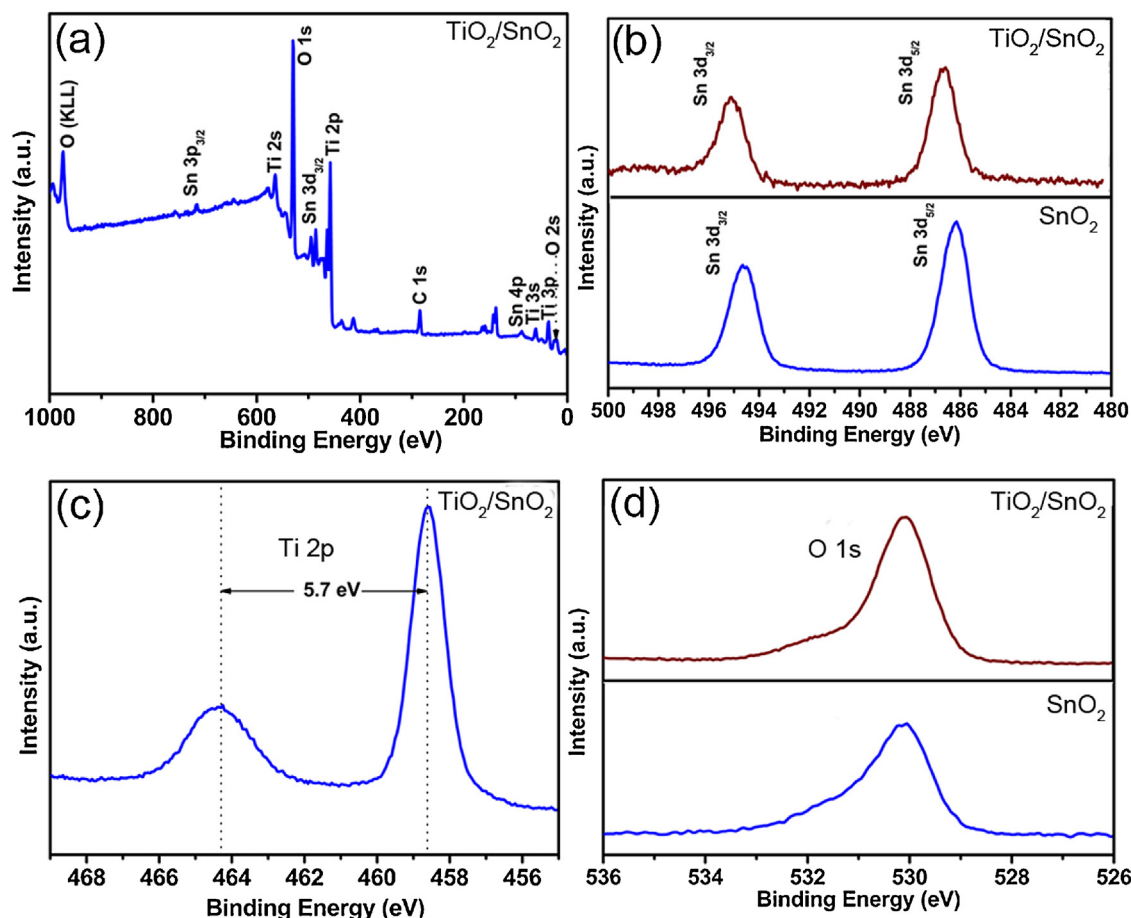 (a)
TiO₂/SnO₂
O (KLL)
Sn 3p₃/₂
Ti 2s
O 1s
Sn 3d₃/₂
Ti 2p
C 1s
Sn 4p
Ti 3s
Ti 3p
O 2s
Intensity (a.u.)
1000 800 600 400 200 0
Binding Energy (eV)
(b)
TiO₂/SnO₂
Sn 3d₃/₂
Sn 3d₅/₂
SnO₂
Sn 3d₃/₂
Sn 3d₅/₂
Intensity (a.u.)
500 498 496 494 492 490 488 486 484 482 480
Binding Energy (eV)
(c)
TiO₂/SnO₂
Ti 2p
5.7 eV
Intensity (a.u.)
468 466 464 462 460 458 456
Binding Energy (eV)
(d)
TiO₂/SnO₂
O 1s
SnO₂
Intensity (a.u.)
536 534 532 530 528 526
Binding Energy (eV)